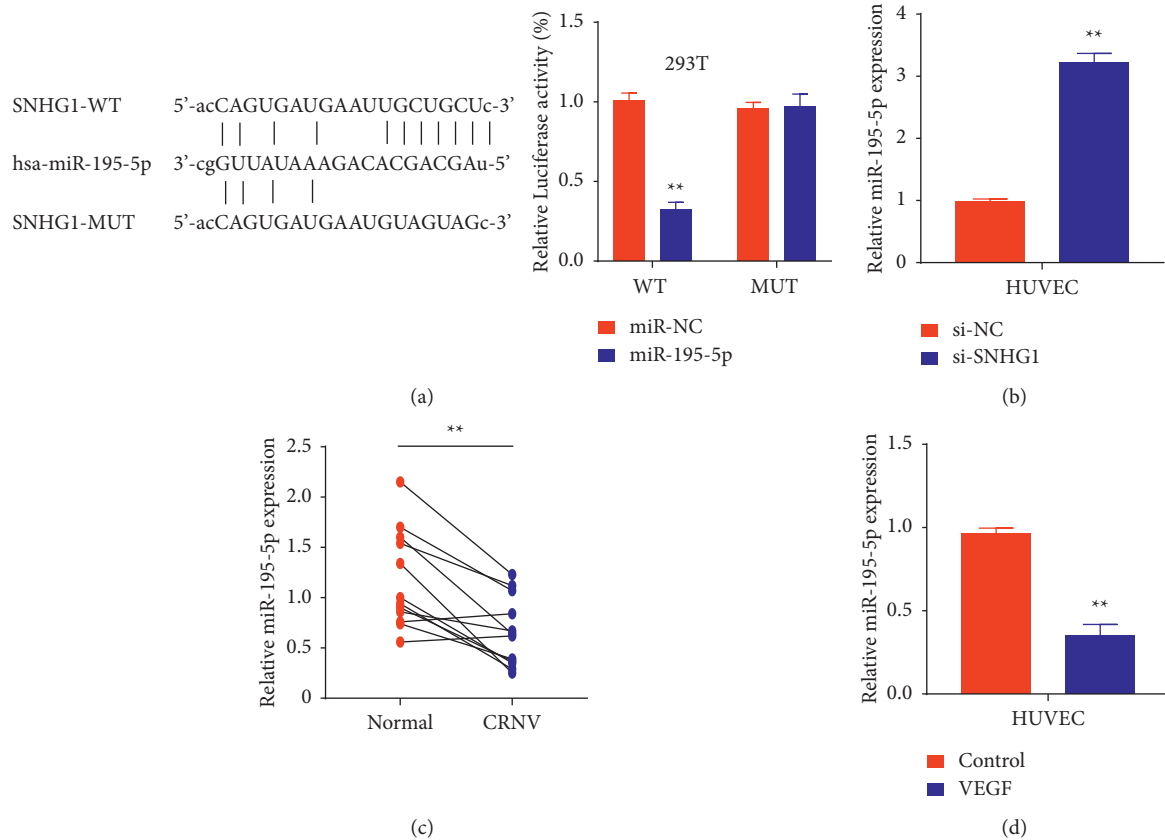 SNHG1-WT 5’-acCAGUGAUGAAUUGCUGCUc-3’
hsa-miR-195-5p 3’-cgGUUAUAAAGACACGACGAu-5’
SNHG1-MUT 5’-acCAGUGAUGAAUGUAGUAGc-3’
Relative Luciferase activity (%)
1.5
1.0
0.5
0.0
293T
**
WT MUT
miR-NC
miR-195-5p
(a)
Relative miR-195-5p expression
4
3
2
1
0
**
HUVEC
si-NC
si-SNHG1
(b)
Relative miR-195-5p expression
2.5
2.0
1.5
1.0
0.5
0
**
Normal CRNV
(c)
Relative miR-195-5p expression
1.5
1.0
0.5
0.0
**
HUVEC
Control
VEGF
(d)